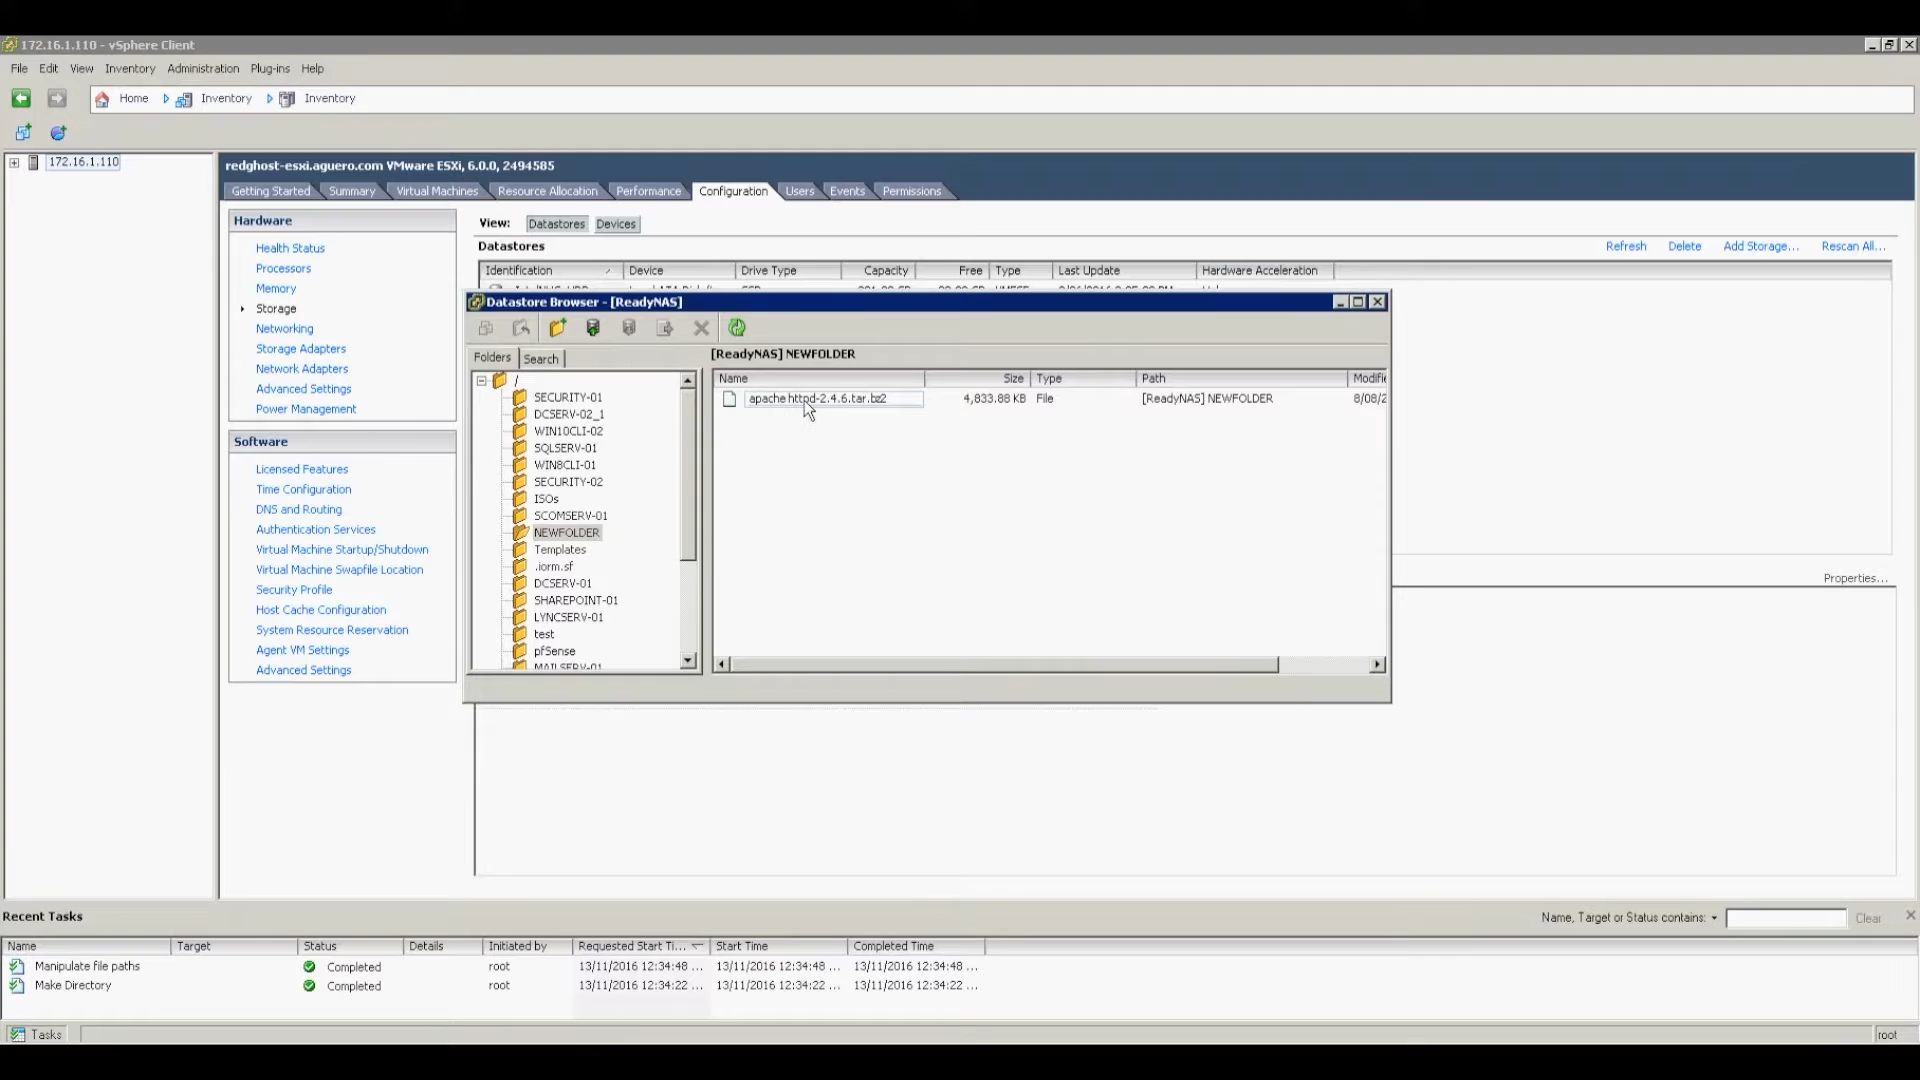 172.16.1.110 - vSphere Client
File Edit View Inventory Administration Plug-ins Help
Home Inventory Inventory
172.16.1.110
redghost-esxi.aguero.com VMware ESXi, 6.0.0, 2494585
Getting Started Summary Virtual Machines Resource Allocation Performance Configuration Users Events Permissions
Hardware
Health Status
Processors
Memory
Storage
Networking
Storage Adapters
Network Adapters
Advanced Settings
Power Management
Software
Licensed Features
Time Configuration
DNS and Routing
Authentication Services
Virtual Machine Startup/Shutdown
Virtual Machine Swapfile Location
Security Profile
Host Cache Configuration
System Resource Reservation
Agent VM Settings
Advanced Settings
View: Datastores Devices
Datastores
Refresh Delete Add Storage... Rescan All...
Identification Device Drive Type Capacity Free Type Last Update Hardware Acceleration
Datastore Browser - [ReadyNAS]
Folders Search
[ReadyNAS] NEWFOLDER
/
SECURITY-01
DCSERV-02_1
WIN10CLI-02
SQLSERV-01
WIN8CLI-01
SECURITY-02
ISOs
SCOMSERV-01
NEWFOLDER
Templates
.iorm.sf
DCSERV-01
SHAREPOINT-01
LYNCSERV-01
test
pfSense
MAILSERV-01
Name Size Type Path Modifie
apache httpd-2.4.6.tar.bz2 4,833.88 KB File [ReadyNAS] NEWFOLDER 8/08/2
Properties...
Recent Tasks
Name, Target or Status contains: Clear
Name Target Status Details Initiated by Requested Start Ti... Start Time Completed Time
Manipulate file paths Completed root 13/11/2016 12:34:48 ... 13/11/2016 12:34:48 ... 13/11/2016 12:34:48 ...
Make Directory Completed root 13/11/2016 12:34:22 ... 13/11/2016 12:34:22 ... 13/11/2016 12:34:22 ...
Tasks
root